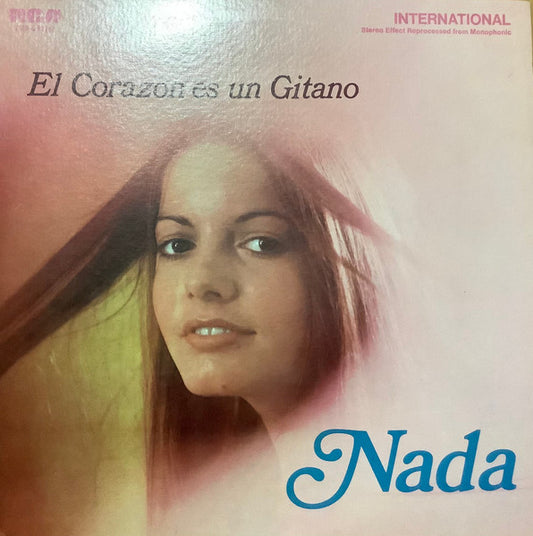 RCA
INTERNATIONAL
Stereo Effect Reprocessed from Monophonic
El Corazon es un Gitano
Nada